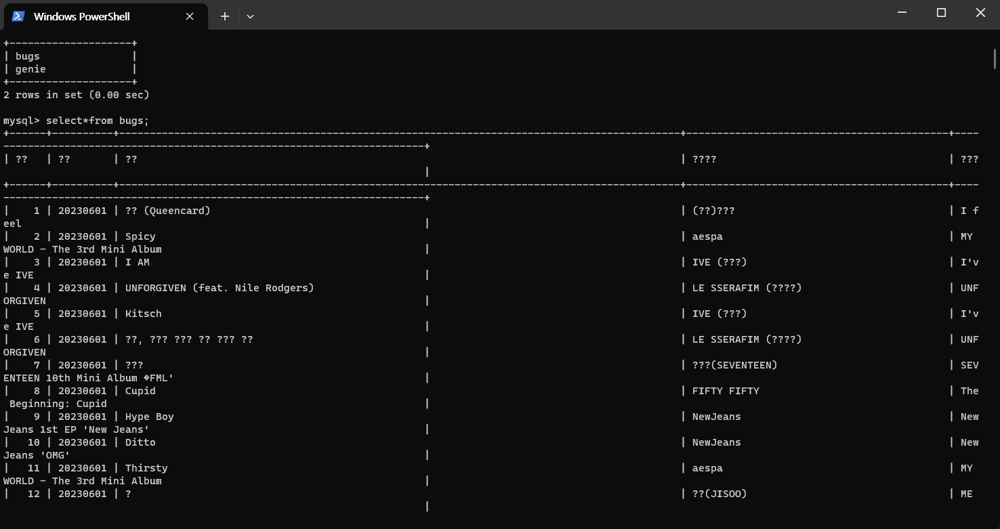 Windows PowerShell
+--------------------+
| bugs               |
| genie              |
+--------------------+
2 rows in set (0.00 sec)
mysql> select*from bugs;
+------+----------+--------------------------------------------------------------------------------------------+-------------------------------------------+----
---------------------------------------------------------------------+
| ?? | ?? | ?? | ???? | ???
|
+------+----------+--------------------------------------------------------------------------------------------+-------------------------------------------+----
---------------------------------------------------------------------+
| 1 | 20230601 | ?? (Queencard) | (??)??? | I f
eel |
| 2 | 20230601 | Spicy | aespa | MY
WORLD - The 3rd Mini Album |
| 3 | 20230601 | I AM | IVE (???) | I'v
e IVE |
| 4 | 20230601 | UNFORGIVEN (feat. Nile Rodgers) | LE SSERAFIM (????) | UNF
ORGIVEN |
| 5 | 20230601 | Kitsch | IVE (???) | I'v
e IVE |
| 6 | 20230601 | ??, ??? ??? ?? ??? ?? | LE SSERAFIM (????) | UNF
ORGIVEN |
| 7 | 20230601 | ??? | ???(SEVENTEEN) | SEV
ENTEEN 10th Mini Album �FML' |
| 8 | 20230601 | Cupid | FIFTY FIFTY | The
Beginning: Cupid |
| 9 | 20230601 | Hype Boy | NewJeans | New
Jeans 1st EP 'New Jeans' |
| 10 | 20230601 | Ditto | NewJeans | New
Jeans 'OMG' |
| 11 | 20230601 | Thirsty | aespa | MY
WORLD - The 3rd Mini Album |
| 12 | 20230601 | ? | ??(JISOO) | ME
|